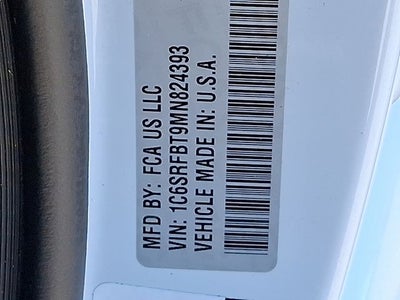 MFD BY: FCA US LLC
VIN: 1C6SRFBT9MN824393
VEHICLE MADE IN: U.S.A.